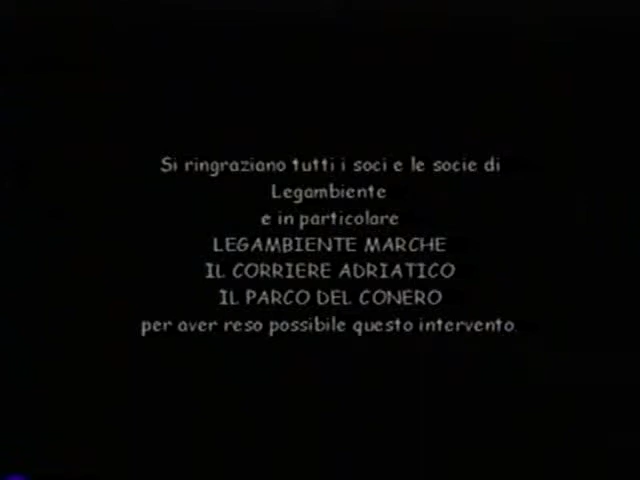 Si ringraziano tutti i soci e le socie di
Legambiente
e in particolare
LEGAMBIENTE MARCHE
IL CORRIERE ADRIATICO
IL PARCO DEL CONERO
per aver reso possibile questo intervento.